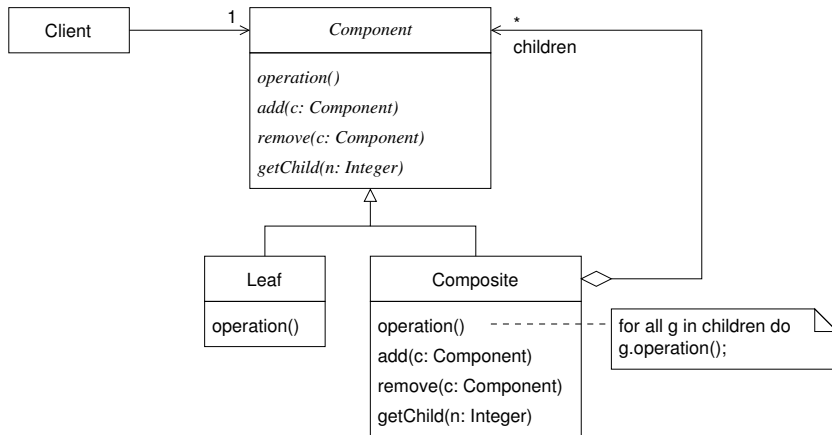 Client
1
Component
*
children
operation()
add(c: Component)
remove(c: Component)
getChild(n: Integer)
Leaf
operation()
Composite
operation()
add(c: Component)
remove(c: Component)
getChild(n: Integer)
for all g in children do
g.operation();